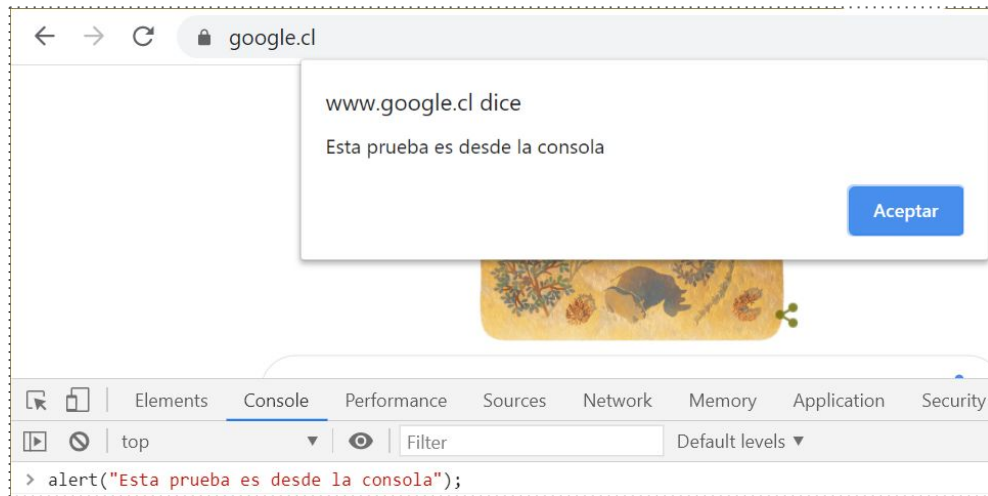 google.cl
www.google.cl dice
Esta prueba es desde la consola
Aceptar
Elements Console Performance Sources Network Memory Application Security
top Filter Default levels ▼
> alert("Esta prueba es desde la consola");